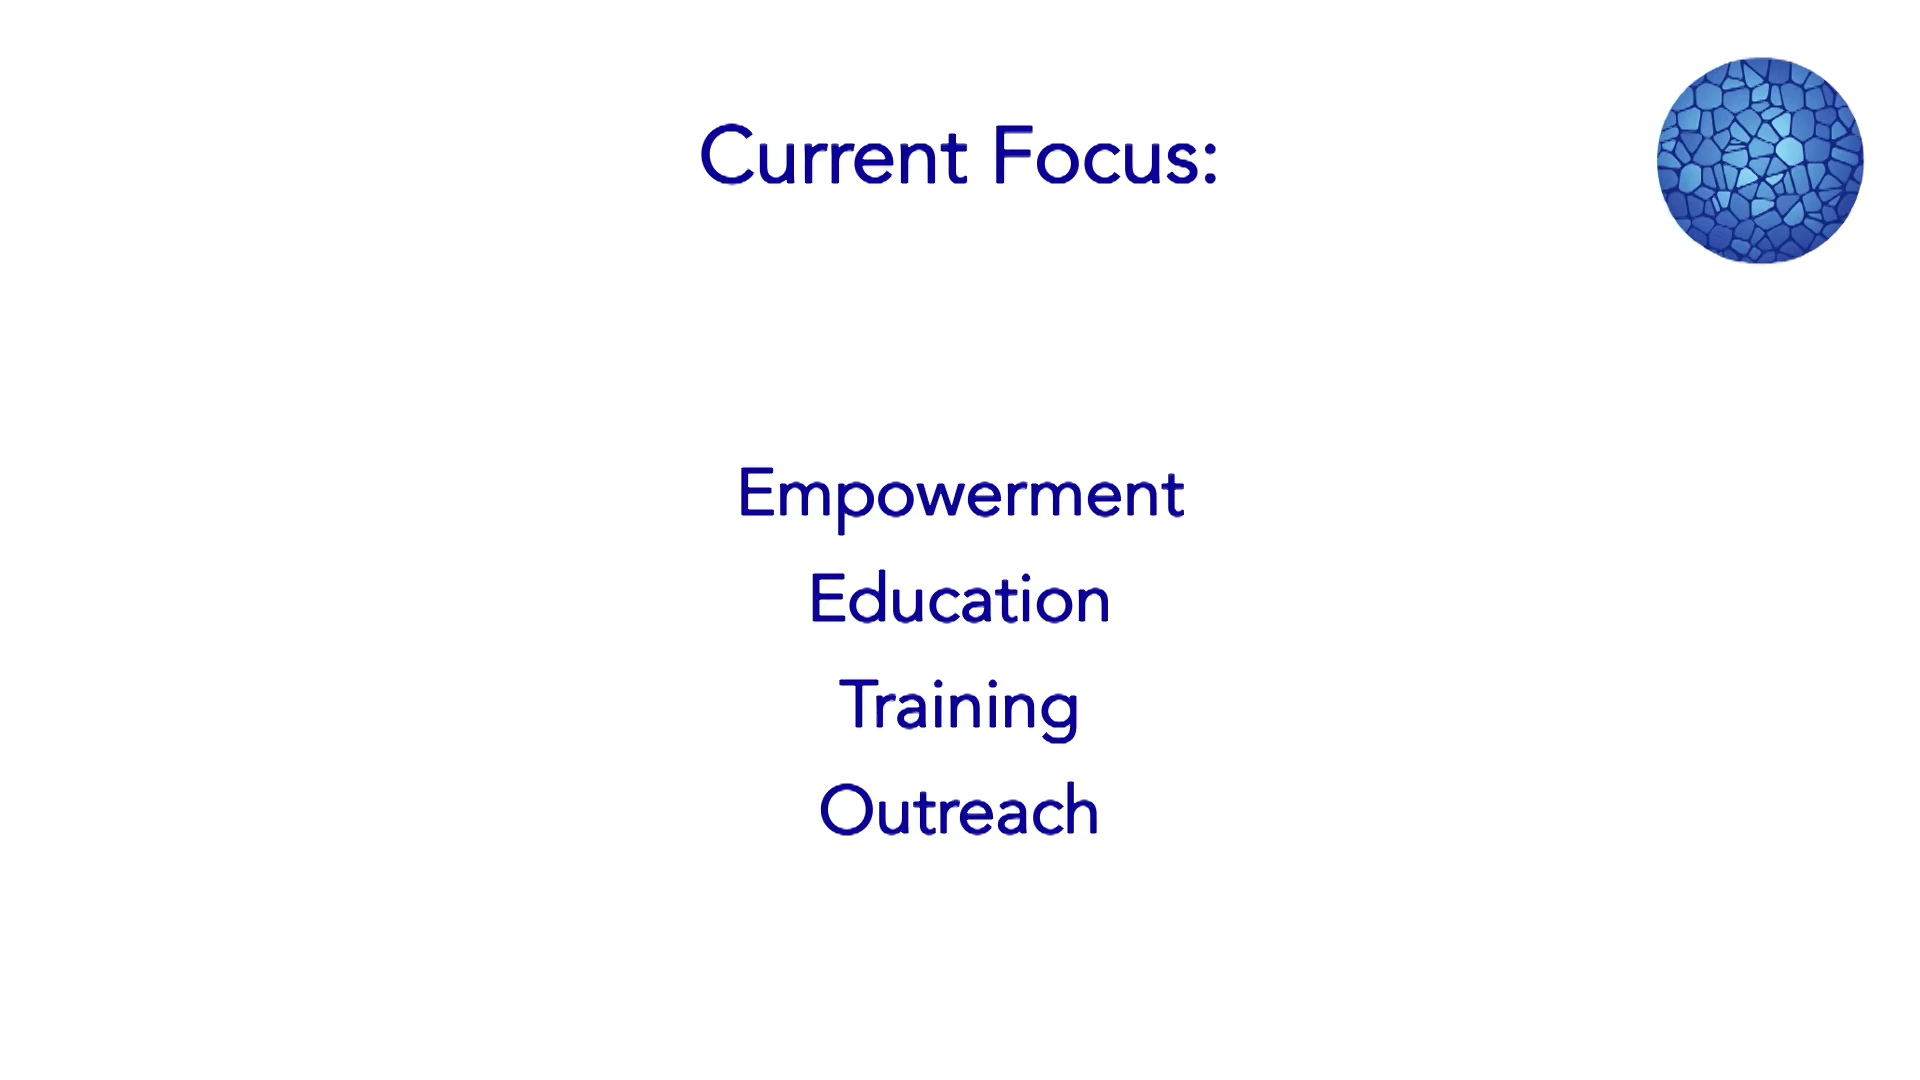 Current Focus:
Empowerment
Education
Training
Outreach